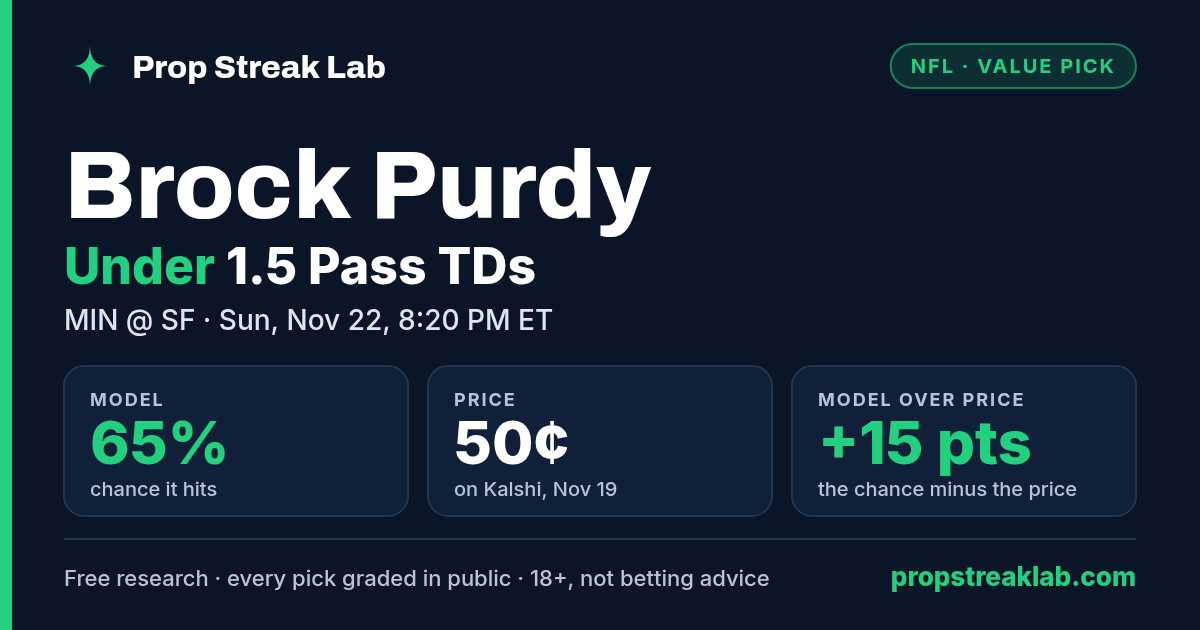 Prop Streak Lab
NFL · VALUE PICK
Brock Purdy
Under 1.5 Pass TDs
MIN @ SF · Sun, Nov 22, 8:20 PM ET
MODEL
65%
chance it hits
PRICE
50¢
on Kalshi, Nov 19
MODEL OVER PRICE
+15 pts
the chance minus the price
Free research · every pick graded in public · 18+, not betting advice
propstreaklab.com